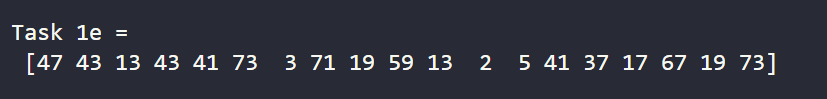 Task 1e =
[47 43 13 43 41 73  3 71 19 59 13  2  5 41 37 17 67 19 73]